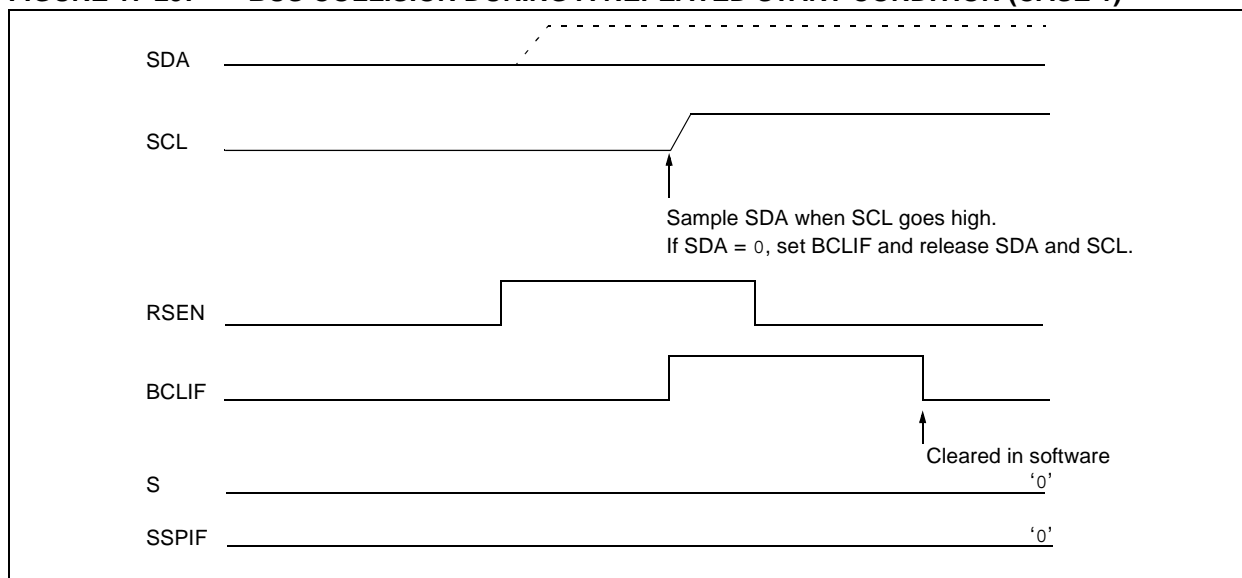 SDA
SCL
Sample SDA when SCL goes high.
If SDA = 0, set BCLIF and release SDA and SCL.
RSEN
BCLIF
Cleared in software
S
‘0’
SSPIF
‘0’